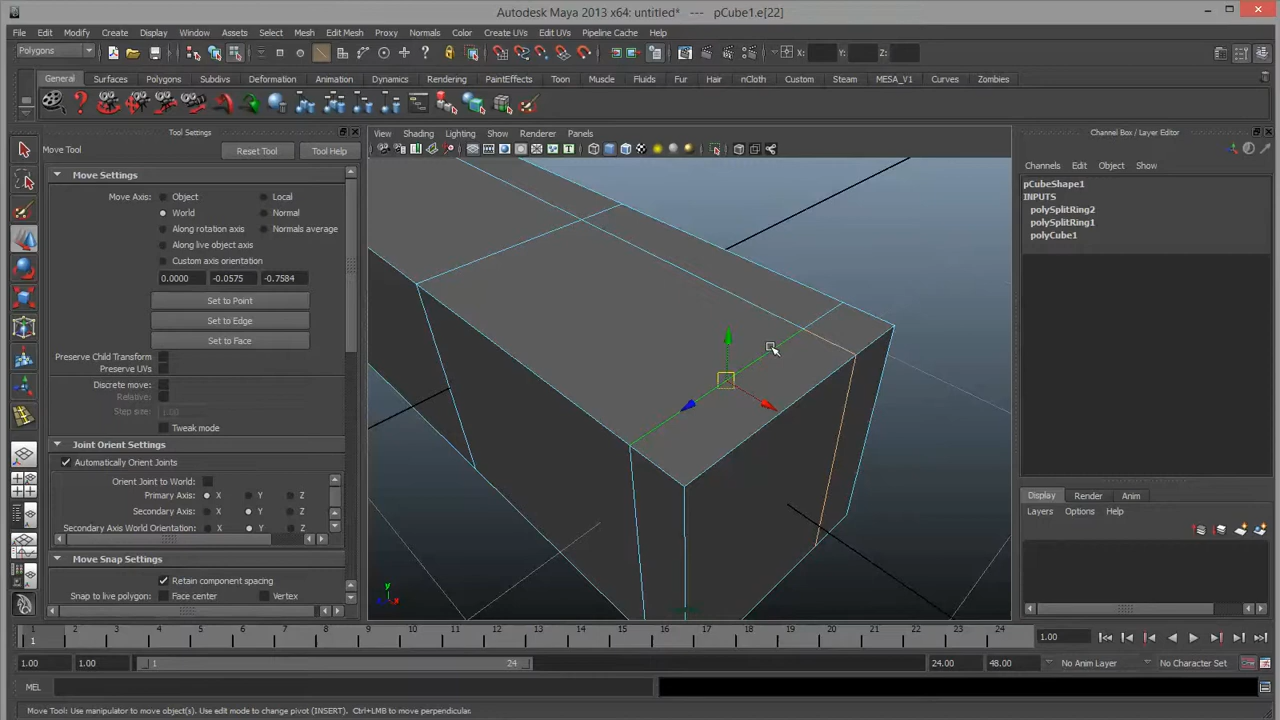 Autodesk Maya 2013 x64: untitled* --- pCube1.e[22]
File Edit Modify Create Display Window Assets Select Mesh Edit Mesh Proxy Normals Color Create UVs Edit UVs Pipeline Cache Help
Polygons X: Y: Z:
General Surfaces Polygons Subdivs Deformation Animation Dynamics Rendering PaintEffects Toon Muscle Fluids Fur Hair nCloth Custom Steam MESA_V1 Curves Zombies
Tool Settings
Move Tool Reset Tool Tool Help
Move Settings
Move Axis: Object Local
World Normal
Along rotation axis Normals average
Along live object axis
Custom axis orientation
0.0000 -0.0575 -0.7584
Set to Point
Set to Edge
Set to Face
Preserve Child Transform
Preserve UVs
Discrete move:
Relative:
Step size: 1.00
Tweak mode
Joint Orient Settings
Automatically Orient Joints
Orient Joint to World:
Primary Axis: X Y Z
Secondary Axis: X Y Z
Secondary Axis World Orientation: X Y Z
Move Snap Settings
Retain component spacing
Snap to live polygon: Face center Vertex
View Shading Lighting Show Renderer Panels
y
x
Channel Box / Layer Editor
Channels Edit Object Show
pCubeShape1
INPUTS
polySplitRing2
polySplitRing1
polyCube1
Display Render Anim
Layers Options Help
1 2 3 4 5 6 7 8 9 10 11 12 13 14 15 16 17 18 19 20 21 22 23 24
1 1.00
1.00 1.00 1 24 24.00 48.00 No Anim Layer No Character Set
MEL
Move Tool: Use manipulator to move object(s). Use edit mode to change pivot (INSERT). Ctrl+LMB to move perpendicular.